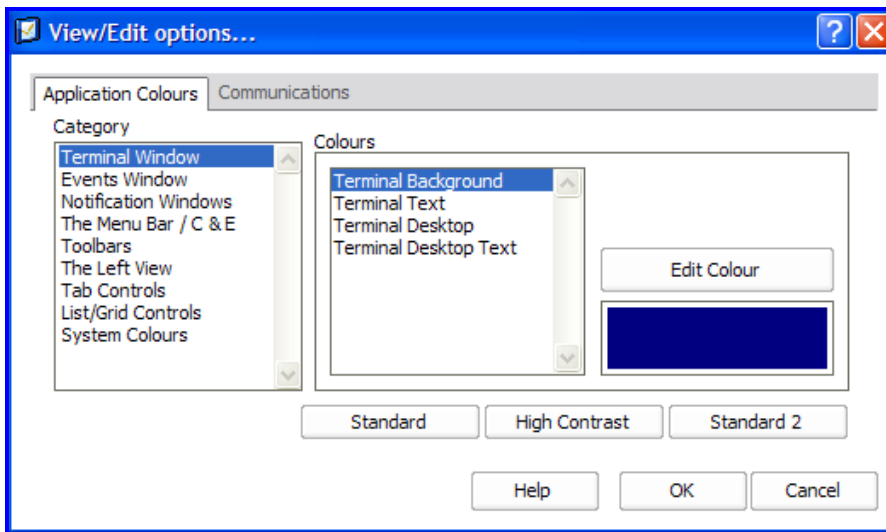 View/Edit options...
?
Application Colours
Communications
Category
Terminal Window
Events Window
Notification Windows
The Menu Bar / C & E
Toolbars
The Left View
Tab Controls
List/Grid Controls
System Colours
Colours
Terminal Background
Terminal Text
Terminal Desktop
Terminal Desktop Text
Edit Colour
Standard
High Contrast
Standard 2
Help
OK
Cancel